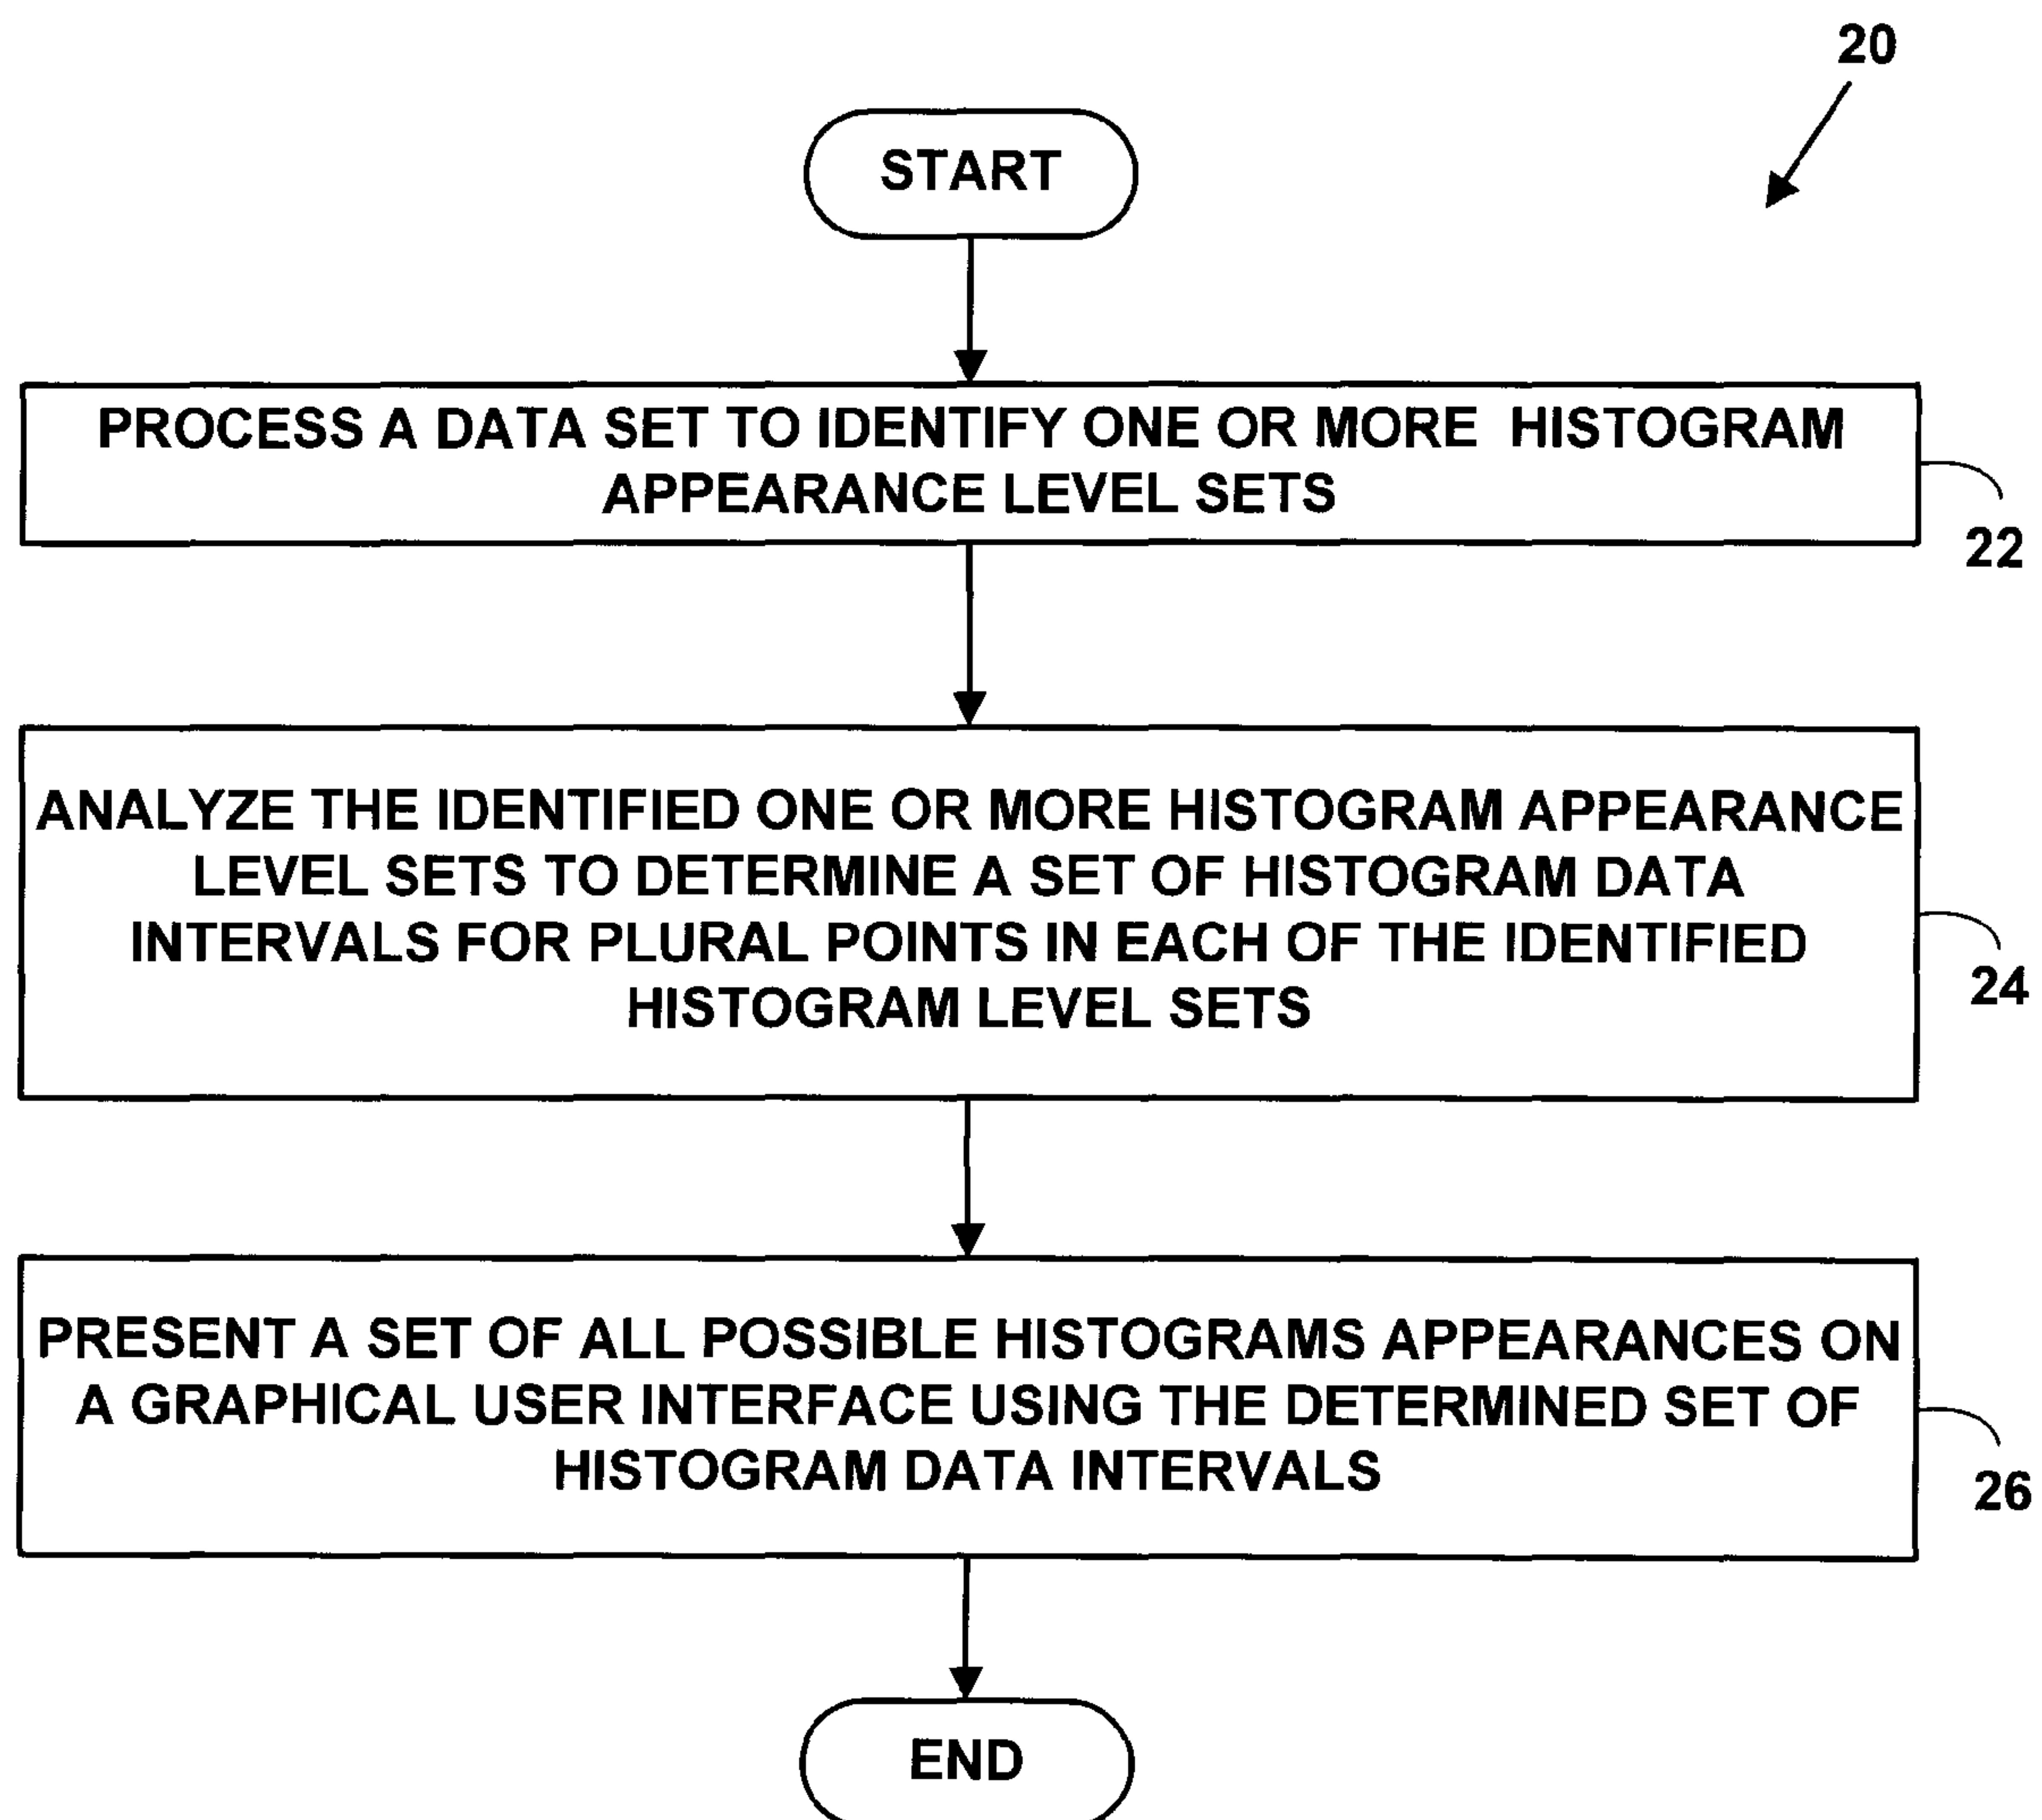 20
START
PROCESS A DATA SET TO IDENTIFY ONE OR MORE HISTOGRAM
APPEARANCE LEVEL SETS
22
ANALYZE THE IDENTIFIED ONE OR MORE HISTOGRAM APPEARANCE
LEVEL SETS TO DETERMINE A SET OF HISTOGRAM DATA
INTERVALS FOR PLURAL POINTS IN EACH OF THE IDENTIFIED
HISTOGRAM LEVEL SETS
24
PRESENT A SET OF ALL POSSIBLE HISTOGRAMS APPEARANCES ON
A GRAPHICAL USER INTERFACE USING THE DETERMINED SET OF
HISTOGRAM DATA INTERVALS
26
END